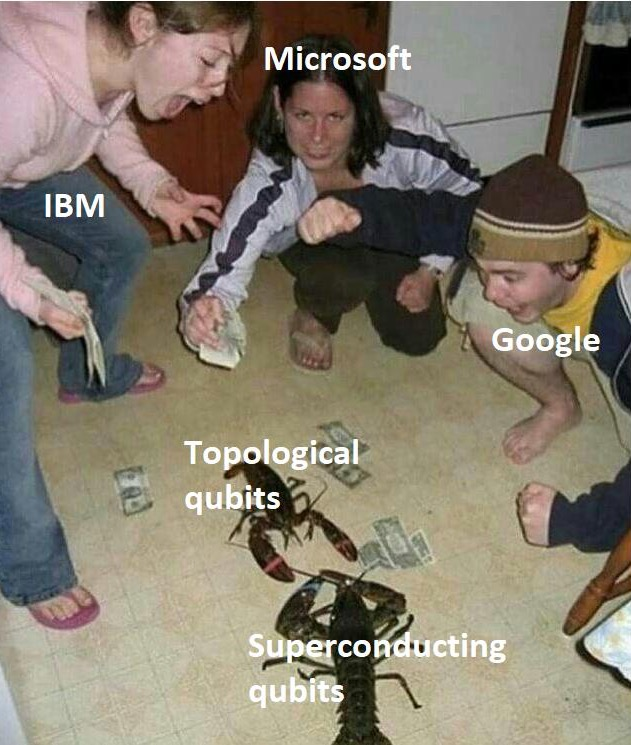 Microsoft
IBM
Google
Topological
qubits
Superconducting
qubits